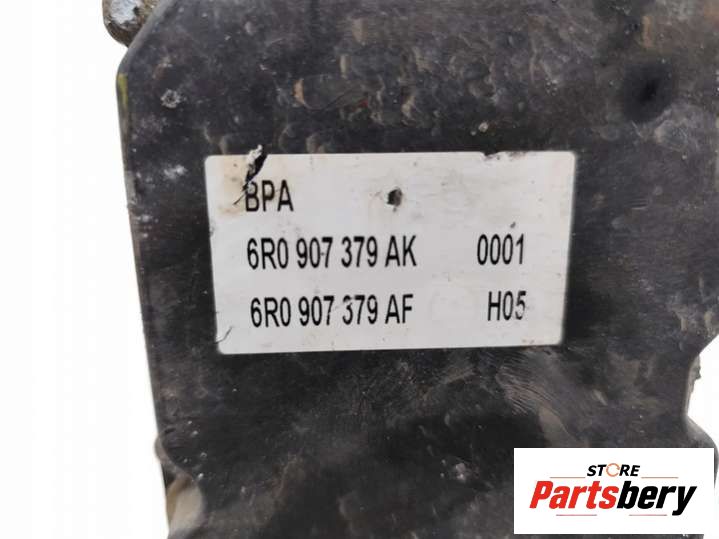 BPA
6R0 907 379 AK 0001
6R0 907 379 AF H05
STORE
Partsbery